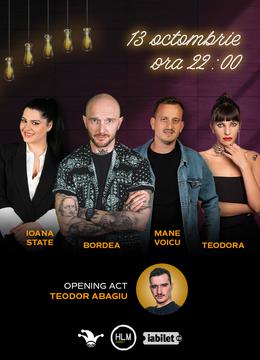 13 octombrie
ora 22:00
IOANA
STATE
BORDEA
MANE
VOICU
TEODORA
OPENING ACT
TEODOR ABAGIU
HLM
iabilet